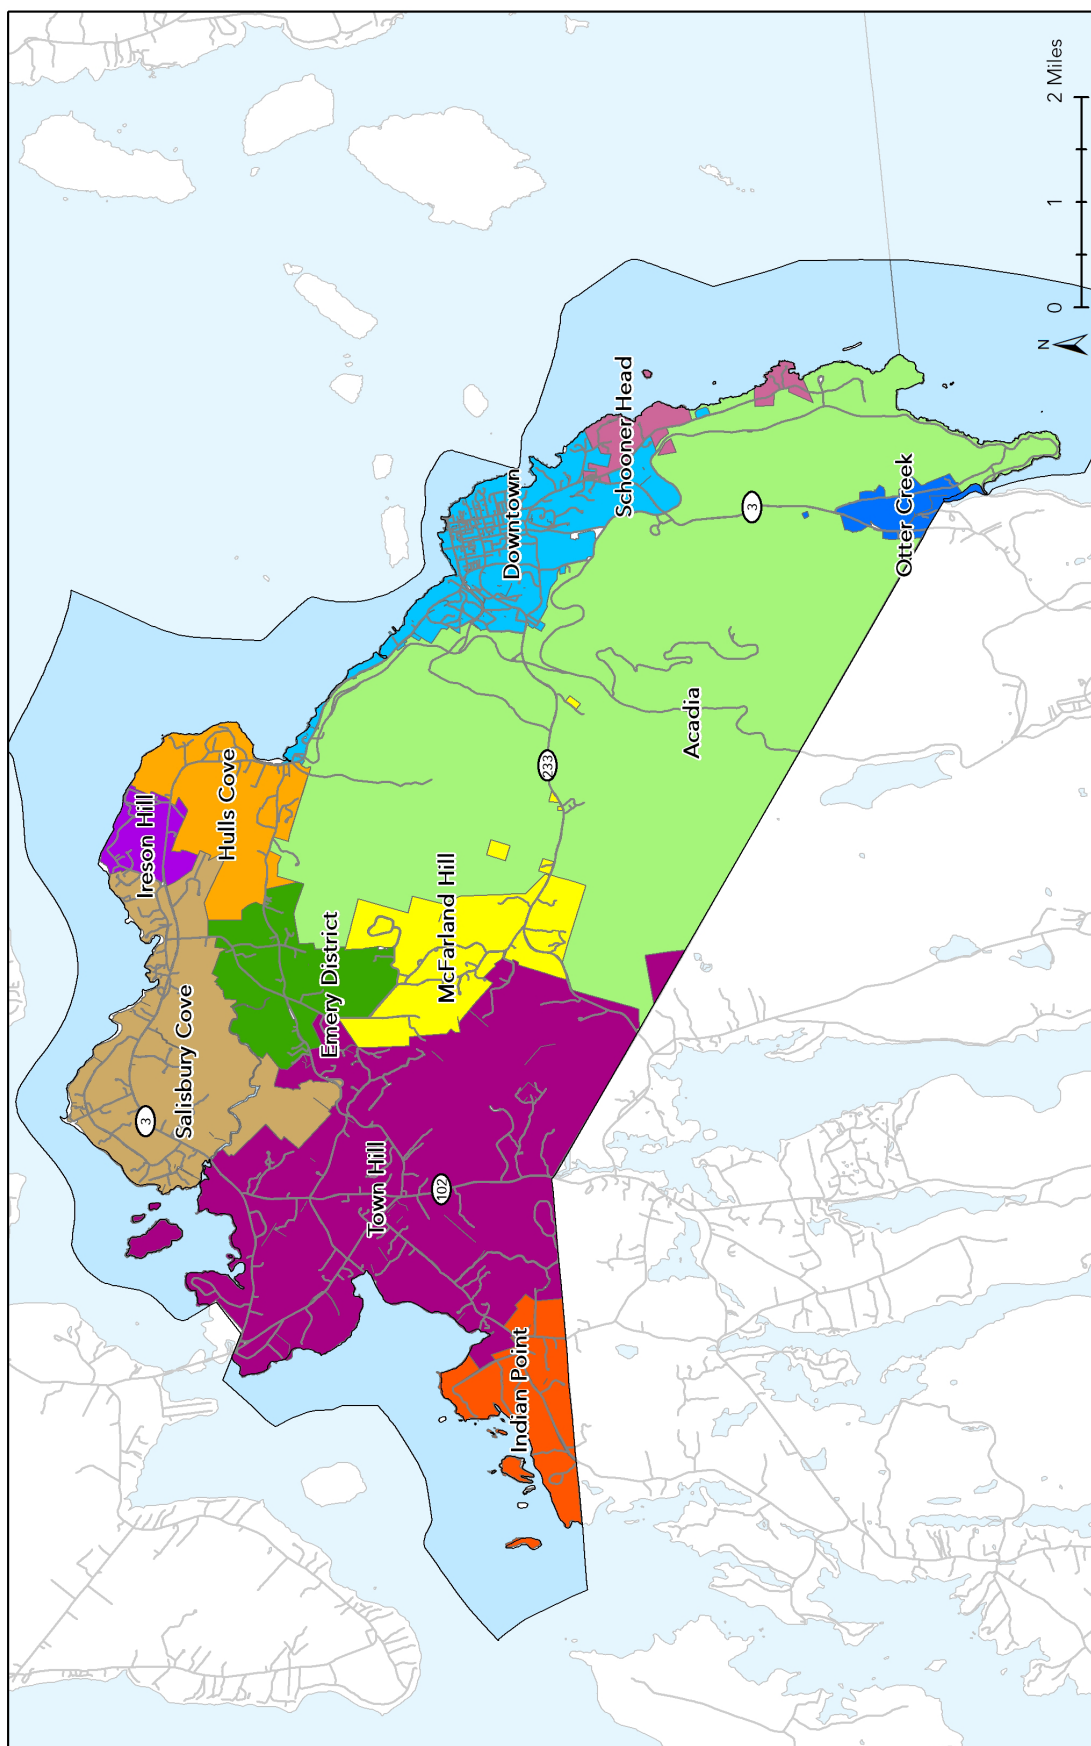 Ireson Hill
Hulls Cove
Salisbury Cove
3
Emery District
McFarland Hill
Town Hill
102
Indian Point
233
Acadia
Downtown
Schooner Head
3
Otter Creek
N
0 1 2 Miles